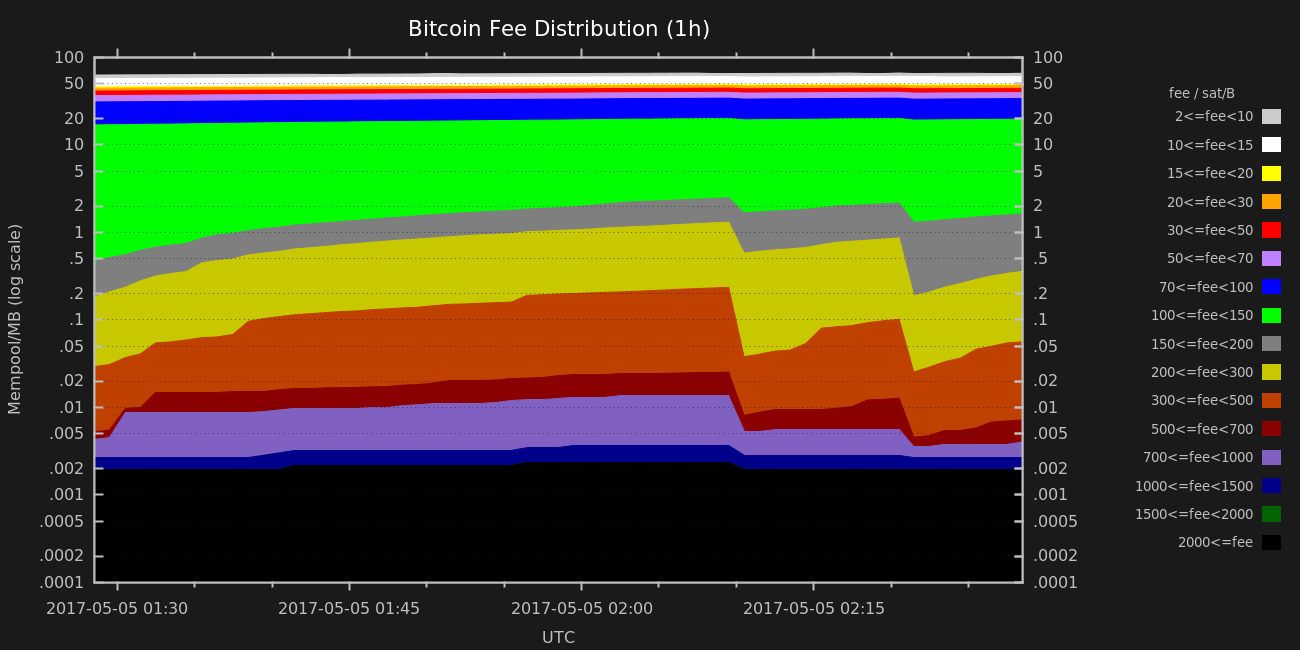 Bitcoin Fee Distribution (1h)
Mempool/MB (log scale)
100
50
20
10
5
2
1
.5
.2
.1
.05
.02
.01
.005
.002
.001
.0005
.0002
.0001
100
50
20
10
5
2
1
.5
.2
.1
.05
.02
.01
.005
.002
.001
.0005
.0002
.0001
2017-05-05 01:30
2017-05-05 01:45
2017-05-05 02:00
2017-05-05 02:15
UTC
fee / sat/B
2<=fee<10
10<=fee<15
15<=fee<20
20<=fee<30
30<=fee<50
50<=fee<70
70<=fee<100
100<=fee<150
150<=fee<200
200<=fee<300
300<=fee<500
500<=fee<700
700<=fee<1000
1000<=fee<1500
1500<=fee<2000
2000<=fee